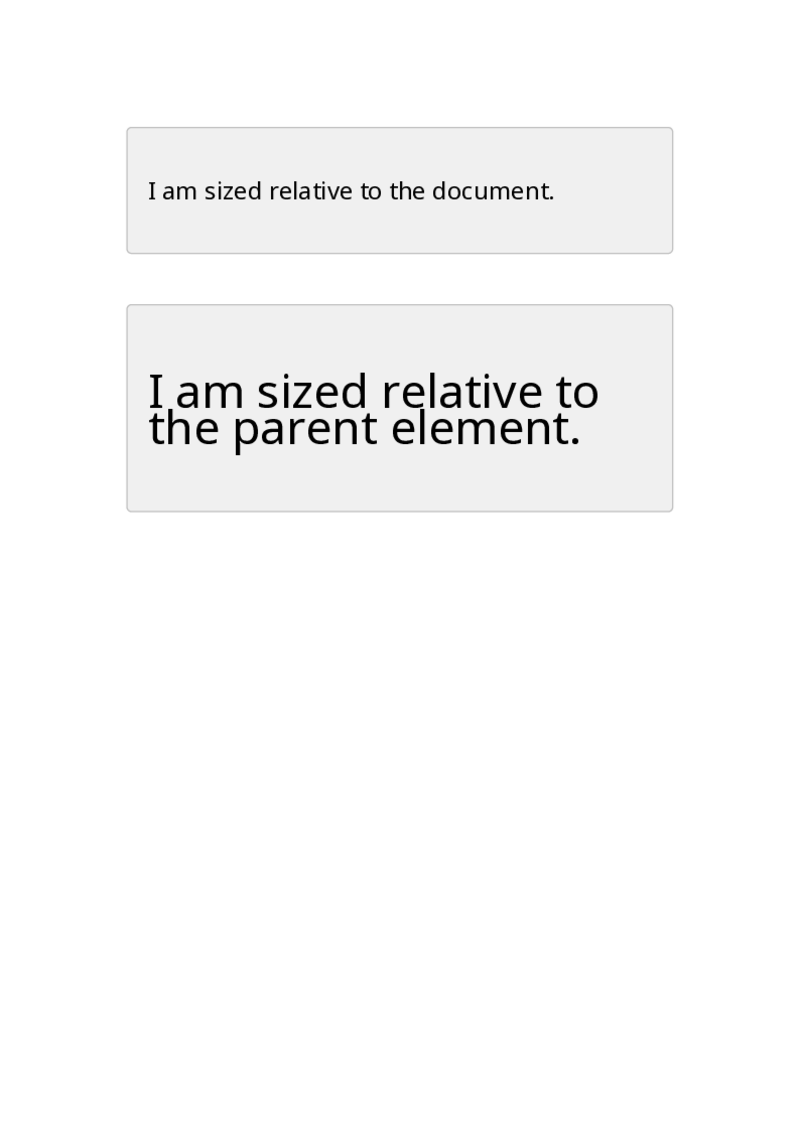 I am sized relative to the document.
I am sized relative to
the parent element.